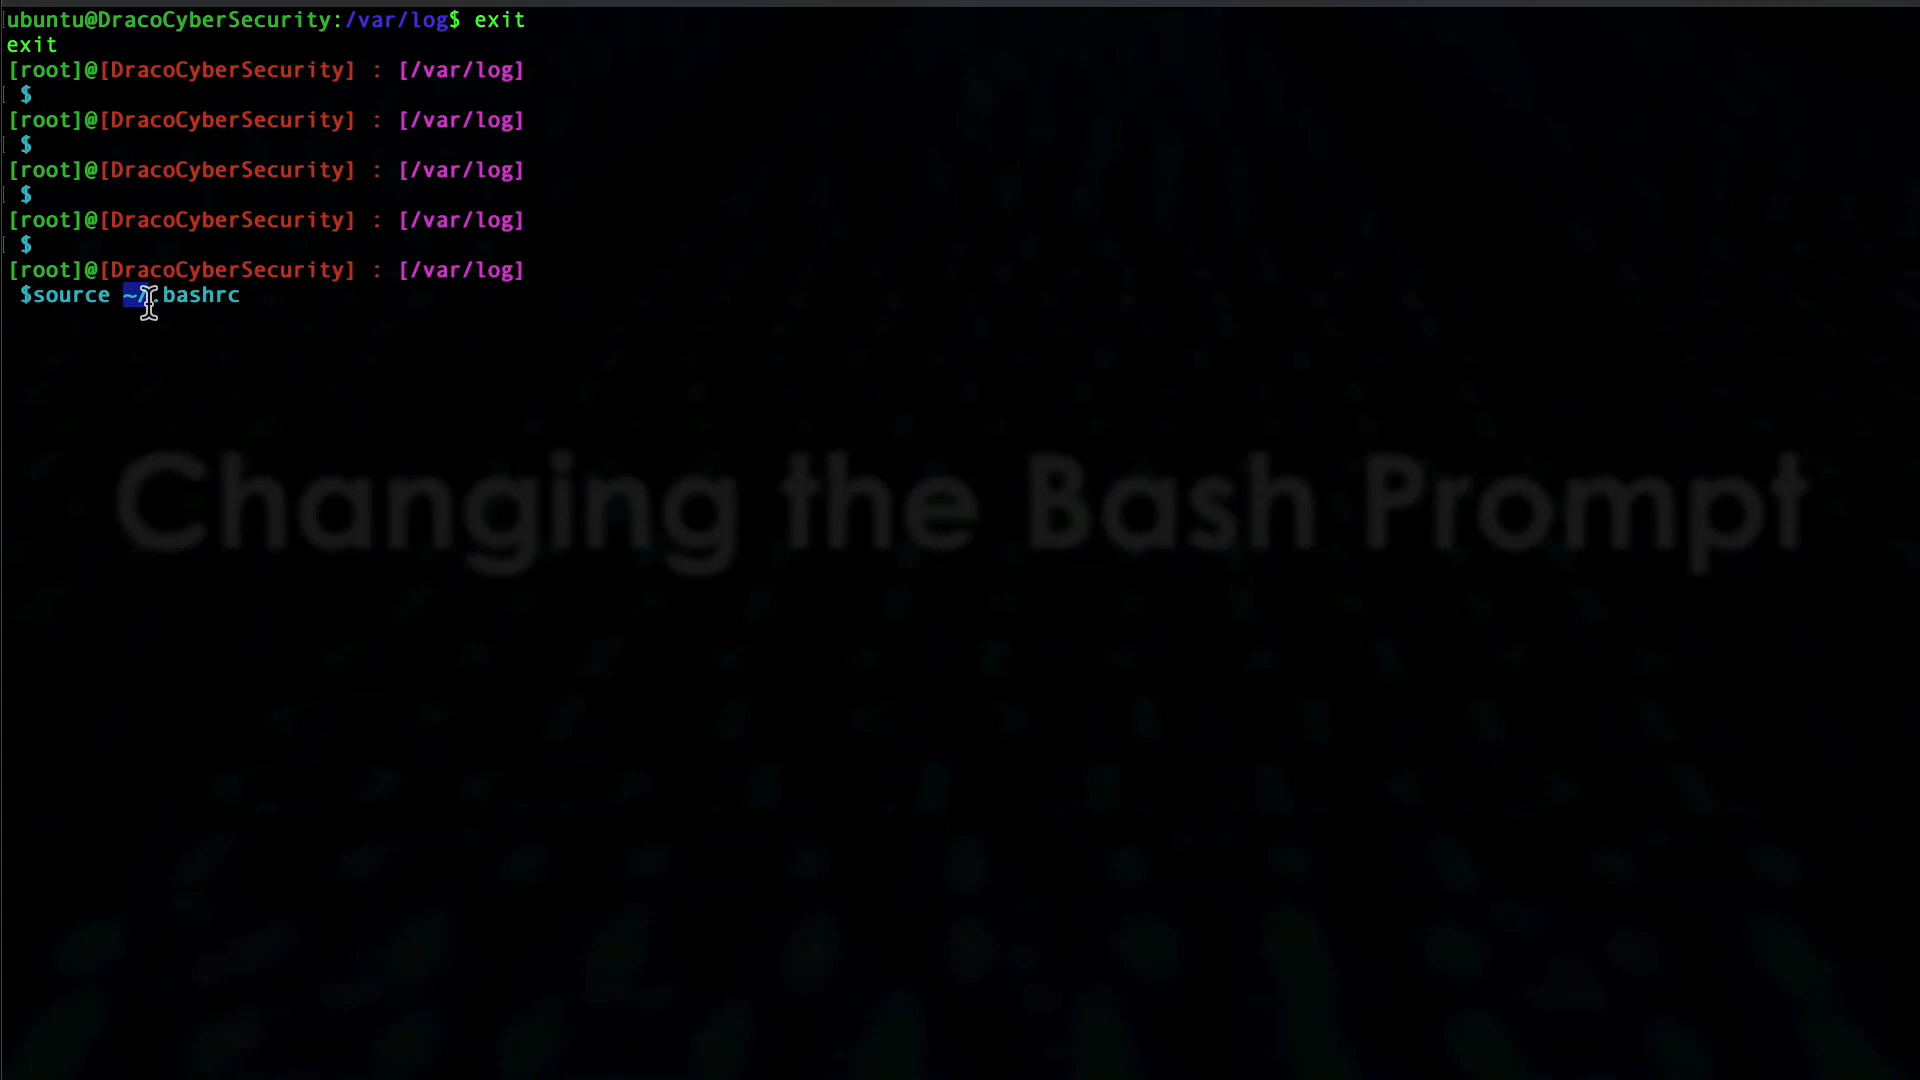 ubuntu@DracoCyberSecurity:/var/log$ exit
exit
[root]@[DracoCyberSecurity] : [/var/log]
$
[root]@[DracoCyberSecurity] : [/var/log]
$
[root]@[DracoCyberSecurity] : [/var/log]
$
[root]@[DracoCyberSecurity] : [/var/log]
$
[root]@[DracoCyberSecurity] : [/var/log]
$source ~/.bashrc
Changing the Bash Prompt